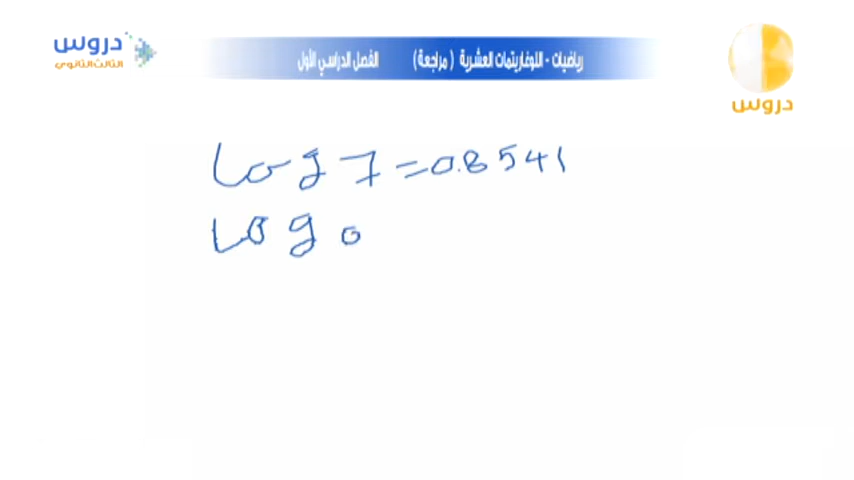 دروس
الثالث الثانوي
رياضيات - اللوغاريتمات العشرية ( مراجعة ) الفصل الدراسي الأول
دروس
Log 7 = 0.8541
Log 0